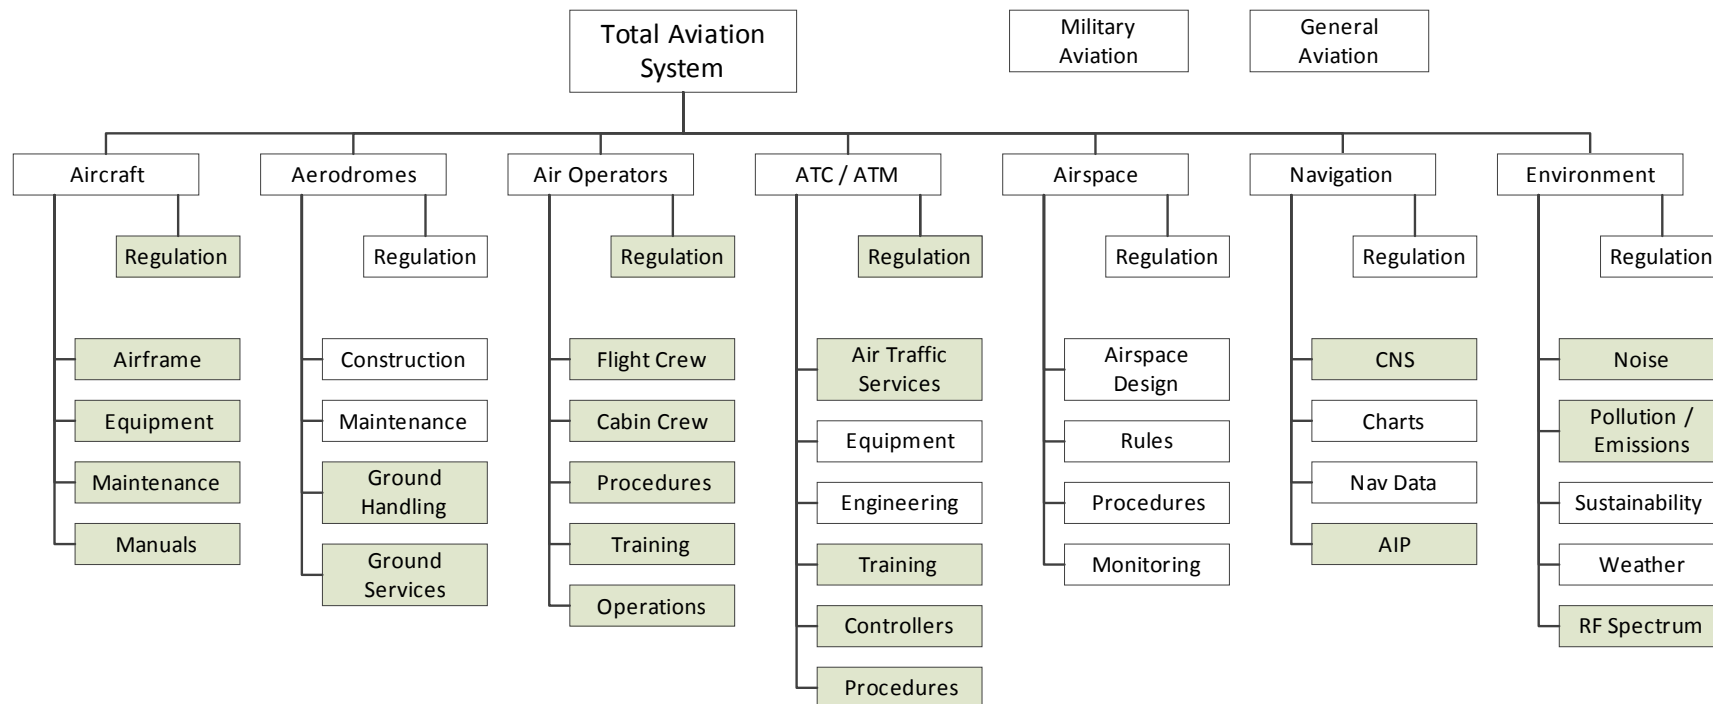 Total Aviation
System
Military
Aviation
General
Aviation
Aircraft
Aerodromes
Air Operators
ATC / ATM
Airspace
Navigation
Environment
Regulation
Regulation
Regulation
Regulation
Regulation
Regulation
Regulation
Airframe
Equipment
Maintenance
Manuals
Construction
Maintenance
Ground
Handling
Ground
Services
Flight Crew
Cabin Crew
Procedures
Training
Operations
Air Traffic
Services
Equipment
Engineering
Training
Controllers
Procedures
Airspace
Design
Rules
Procedures
Monitoring
CNS
Charts
Nav Data
AIP
Noise
Pollution /
Emissions
Sustainability
Weather
RF Spectrum